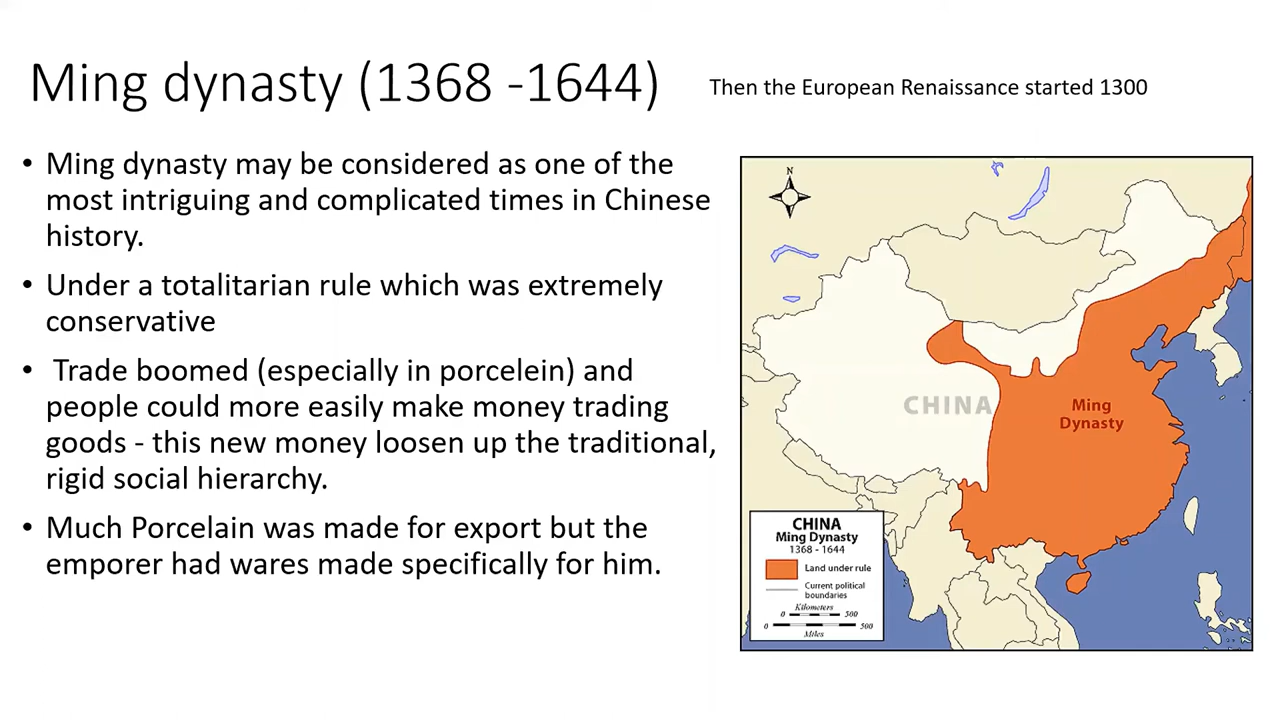 Ming dynasty (1368 -1644)
Then the European Renaissance started 1300
• Ming dynasty may be considered as one of the
most intriguing and complicated times in Chinese
history.
• Under a totalitarian rule which was extremely
conservative
• Trade boomed (especially in porcelein) and
people could more easily make money trading
goods - this new money loosen up the traditional,
rigid social hierarchy.
• Much Porcelain was made for export but the
emporer had wares made specifically for him.
N
CHINA
Ming
Dynasty
CHINA
Ming Dynasty
1368 - 1644
Land under rule
Current political
boundaries
Kilometers
0 500
0 500
Miles